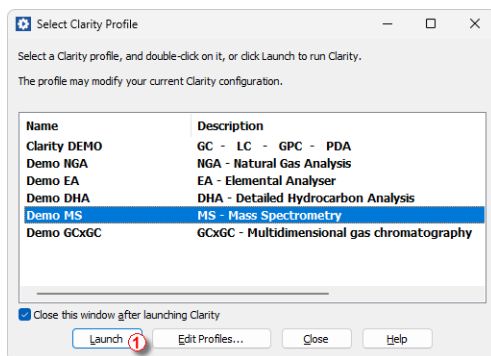 Select Clarity Profile
Select a Clarity profile, and double-click on it, or click Launch to run Clarity.
The profile may modify your current Clarity configuration.
Name Description
Clarity DEMO GC - LC - GPC - PDA
Demo NGA NGA - Natural Gas Analysis
Demo EA EA - Elemental Analyser
Demo DHA DHA - Detailed Hydrocarbon Analysis
Demo MS MS - Mass Spectrometry
Demo GCxGC GCxGC - Multidimensional gas chromatography
Close this window after launching Clarity
Launch 1 Edit Profiles... Close Help